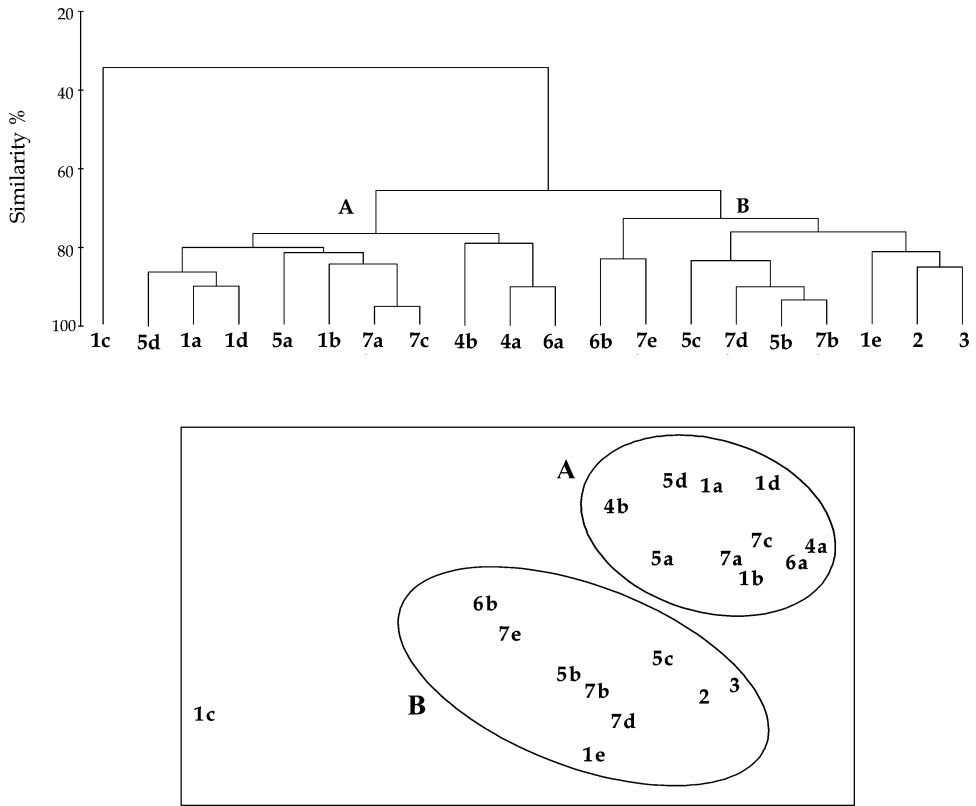 20
40
60
80
100
Similarity %
A
B
1c 5d 1a 1d 5a 1b 7a 7c 4b 4a 6a 6b 7e 5c 7d 5b 7b 1e 2 3
A
5d 1a 1d
4b
7c 4a
5a 7a 6a
1b
6b
7e
5c
5b
7b 3
2
B
1c
7d
1e